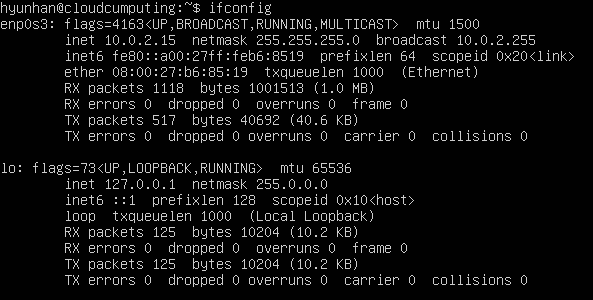 hyunhan@cloudcumputing:~$ ifconfig
enp0s3: flags=4163<UP,BROADCAST,RUNNING,MULTICAST>  mtu 1500
inet 10.0.2.15  netmask 255.255.255.0  broadcast 10.0.2.255
inet6 fe80::a00:27ff:feb6:8519  prefixlen 64  scopeid 0x20<link>
ether 08:00:27:b6:85:19  txqueuelen 1000  (Ethernet)
RX packets 1118  bytes 1001513 (1.0 MB)
RX errors 0  dropped 0  overruns 0  frame 0
TX packets 517  bytes 40692 (40.6 KB)
TX errors 0  dropped 0 overruns 0  carrier 0  collisions 0
lo: flags=73<UP,LOOPBACK,RUNNING>  mtu 65536
inet 127.0.0.1  netmask 255.0.0.0
inet6 ::1  prefixlen 128  scopeid 0x10<host>
loop  txqueuelen 1000  (Local Loopback)
RX packets 125  bytes 10204 (10.2 KB)
RX errors 0  dropped 0  overruns 0  frame 0
TX packets 125  bytes 10204 (10.2 KB)
TX errors 0  dropped 0 overruns 0  carrier 0  collisions 0